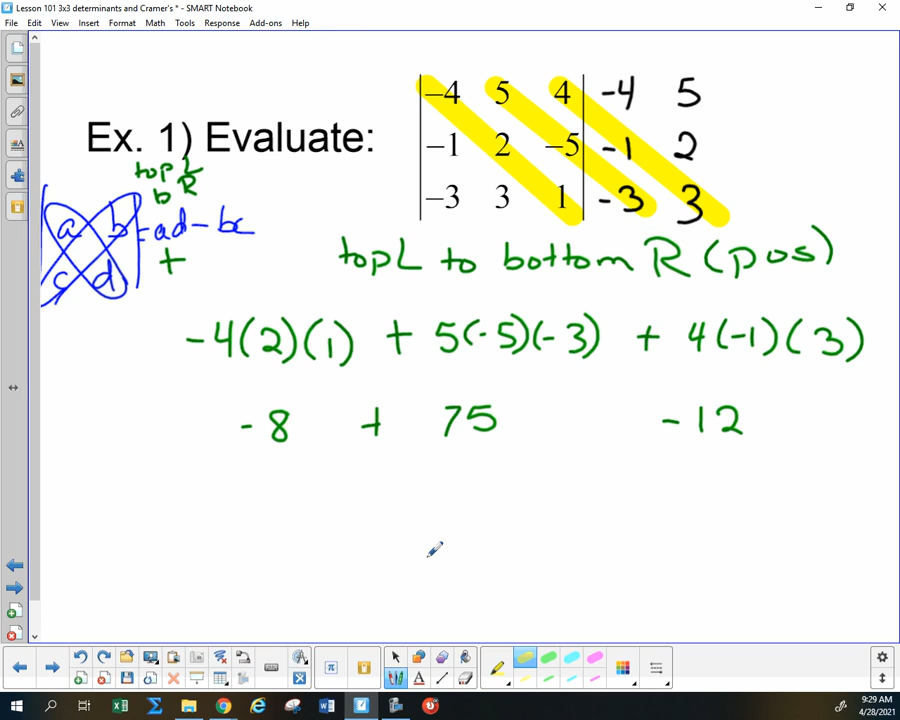 Lesson 101 3x3 determinants and Cramer's * - SMART Notebook
File Edit View Insert Format Math Tools Response Add-ons Help
Ex. 1) Evaluate:
−4 5 4 -4 5
−1 2 −5 -1 2
−3 3 1 -3 3
top L
b R
a b = ad - bc
c d +
top L to bottom R (pos)
-4(2)(1) + 5(-5)(-3) + 4(-1)(3)
-8 + 75 -12
9:29 AM
4/28/2021